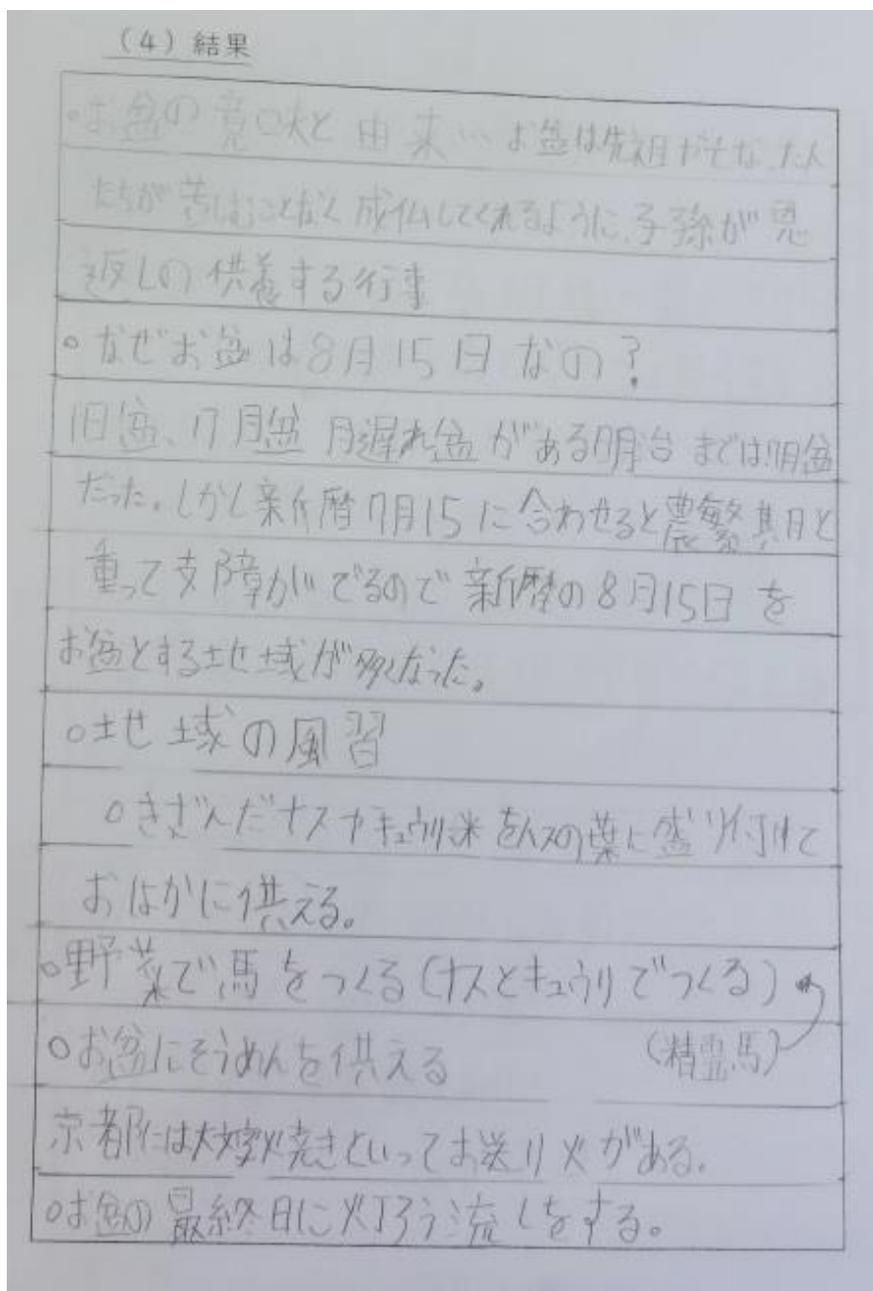 (4) 結果
・お盆の意味と由来… お盆は先祖やなった人
たちが苦しむことなく成仏してくれるように、子孫が恩
返しの供養する行事
○なぜお盆は8月15日なの?
旧盆、7月盆 月遅れ盆がある明治までは7月盆
だった。しかし新暦7月15に合わせると農繁期と
重って支障がでるので新暦の8月15日を
お盆とする地域が多くなった。
○地域の風習
○きざんだナスやキュウリ米をハスの葉に盛り付けて
おはかに供える。
○野菜で馬をつくる(ナスとキュウリでつくる)
○お盆にそうめんを供える (精霊馬)
京都には大文字焼きといってお送り火がある。
○お盆の最終日に灯ろう流しをする。